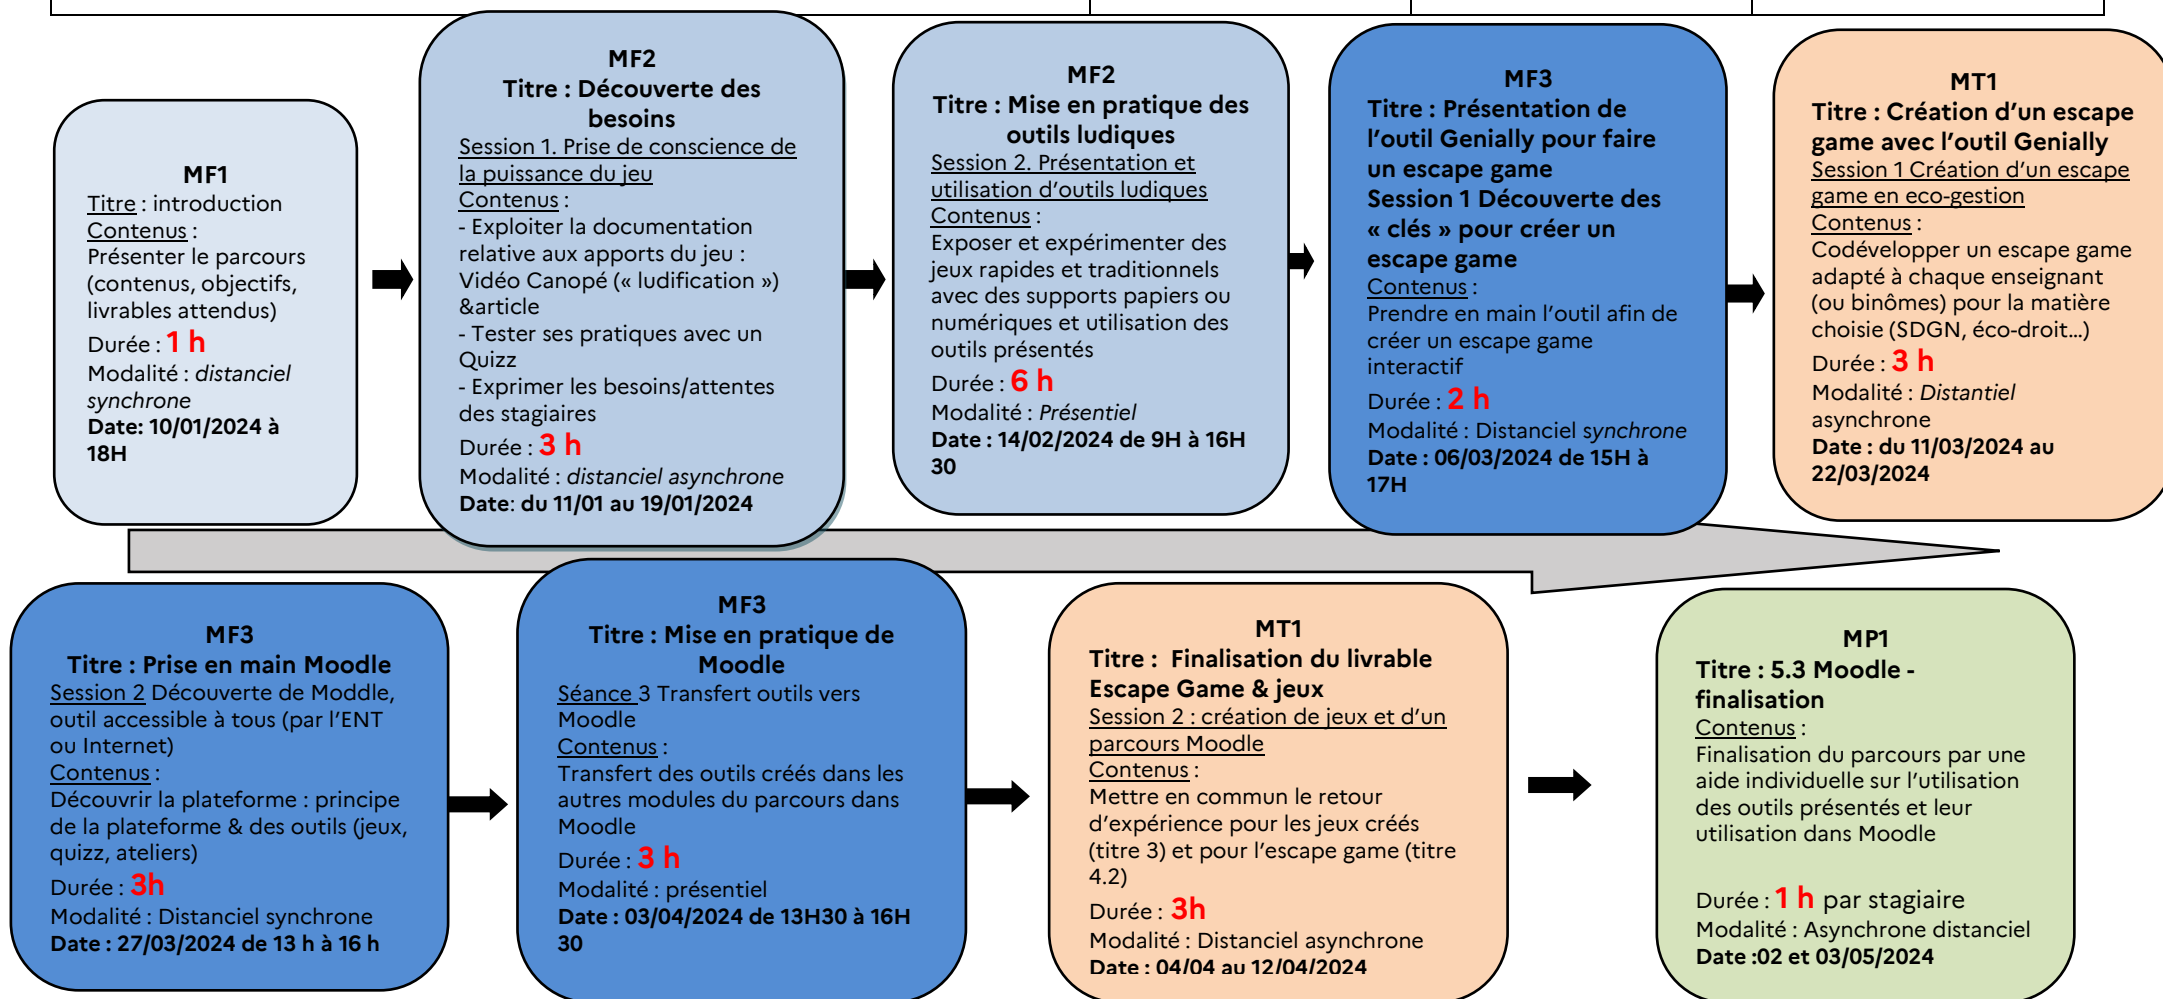 MF1
Titre : introduction
Contenus :
Présenter le parcours
(contenus, objectifs,
livrables attendus)
Durée : 1 h
Modalité : distanciel
synchrone
Date: 10/01/2024 à
18H
MF2
Titre : Découverte des
besoins
Session 1. Prise de conscience de
la puissance du jeu
Contenus :
- Exploiter la documentation
relative aux apports du jeu :
Vidéo Canopé (« ludification »)
&article
- Tester ses pratiques avec un
Quizz
- Exprimer les besoins/attentes
des stagiaires
Durée : 3 h
Modalité : distanciel asynchrone
Date: du 11/01 au 19/01/2024
MF2
Titre : Mise en pratique des
outils ludiques
Session 2. Présentation et
utilisation d’outils ludiques
Contenus :
Exposer et expérimenter des
jeux rapides et traditionnels
avec des supports papiers ou
numériques et utilisation des
outils présentés
Durée : 6 h
Modalité : Présentiel
Date : 14/02/2024 de 9H à 16H
30
MF3
Titre : Présentation de
l’outil Genially pour faire
un escape game
Session 1 Découverte des
« clés » pour créer un
escape game
Contenus :
Prendre en main l’outil afin de
créer un escape game
interactif
Durée : 2 h
Modalité : Distanciel synchrone
Date : 06/03/2024 de 15H à
17H
MT1
Titre : Création d’un escape
game avec l’outil Genially
Session 1 Création d’un escape
game en eco-gestion
Contenus :
Codévelopper un escape game
adapté à chaque enseignant
(ou binômes) pour la matière
choisie (SDGN, éco-droit…)
Durée : 3 h
Modalité : Distantiel
asynchrone
Date : du 11/03/2024 au
22/03/2024
MF3
Titre : Prise en main Moodle
Session 2 Découverte de Moddle,
outil accessible à tous (par l’ENT
ou Internet)
Contenus :
Découvrir la plateforme : principe
de la plateforme & des outils (jeux,
quizz, ateliers)
Durée : 3h
Modalité : Distanciel synchrone
Date : 27/03/2024 de 13 h à 16 h
MF3
Titre : Mise en pratique de
Moodle
Séance 3 Transfert outils vers
Moodle
Contenus :
Transfert des outils créés dans les
autres modules du parcours dans
Moodle
Durée : 3 h
Modalité : présentiel
Date : 03/04/2024 de 13H30 à 16H
30
MT1
Titre : Finalisation du livrable
Escape Game & jeux
Session 2 : création de jeux et d’un
parcours Moodle
Contenus :
Mettre en commun le retour
d’expérience pour les jeux créés
(titre 3) et pour l’escape game (titre
4.2)
Durée : 3h
Modalité : Distanciel asynchrone
Date : 04/04 au 12/04/2024
MP1
Titre : 5.3 Moodle -
finalisation
Contenus :
Finalisation du parcours par une
aide individuelle sur l’utilisation
des outils présentés et leur
utilisation dans Moodle
Durée : 1 h par stagiaire
Modalité : Asynchrone distanciel
Date :02 et 03/05/2024